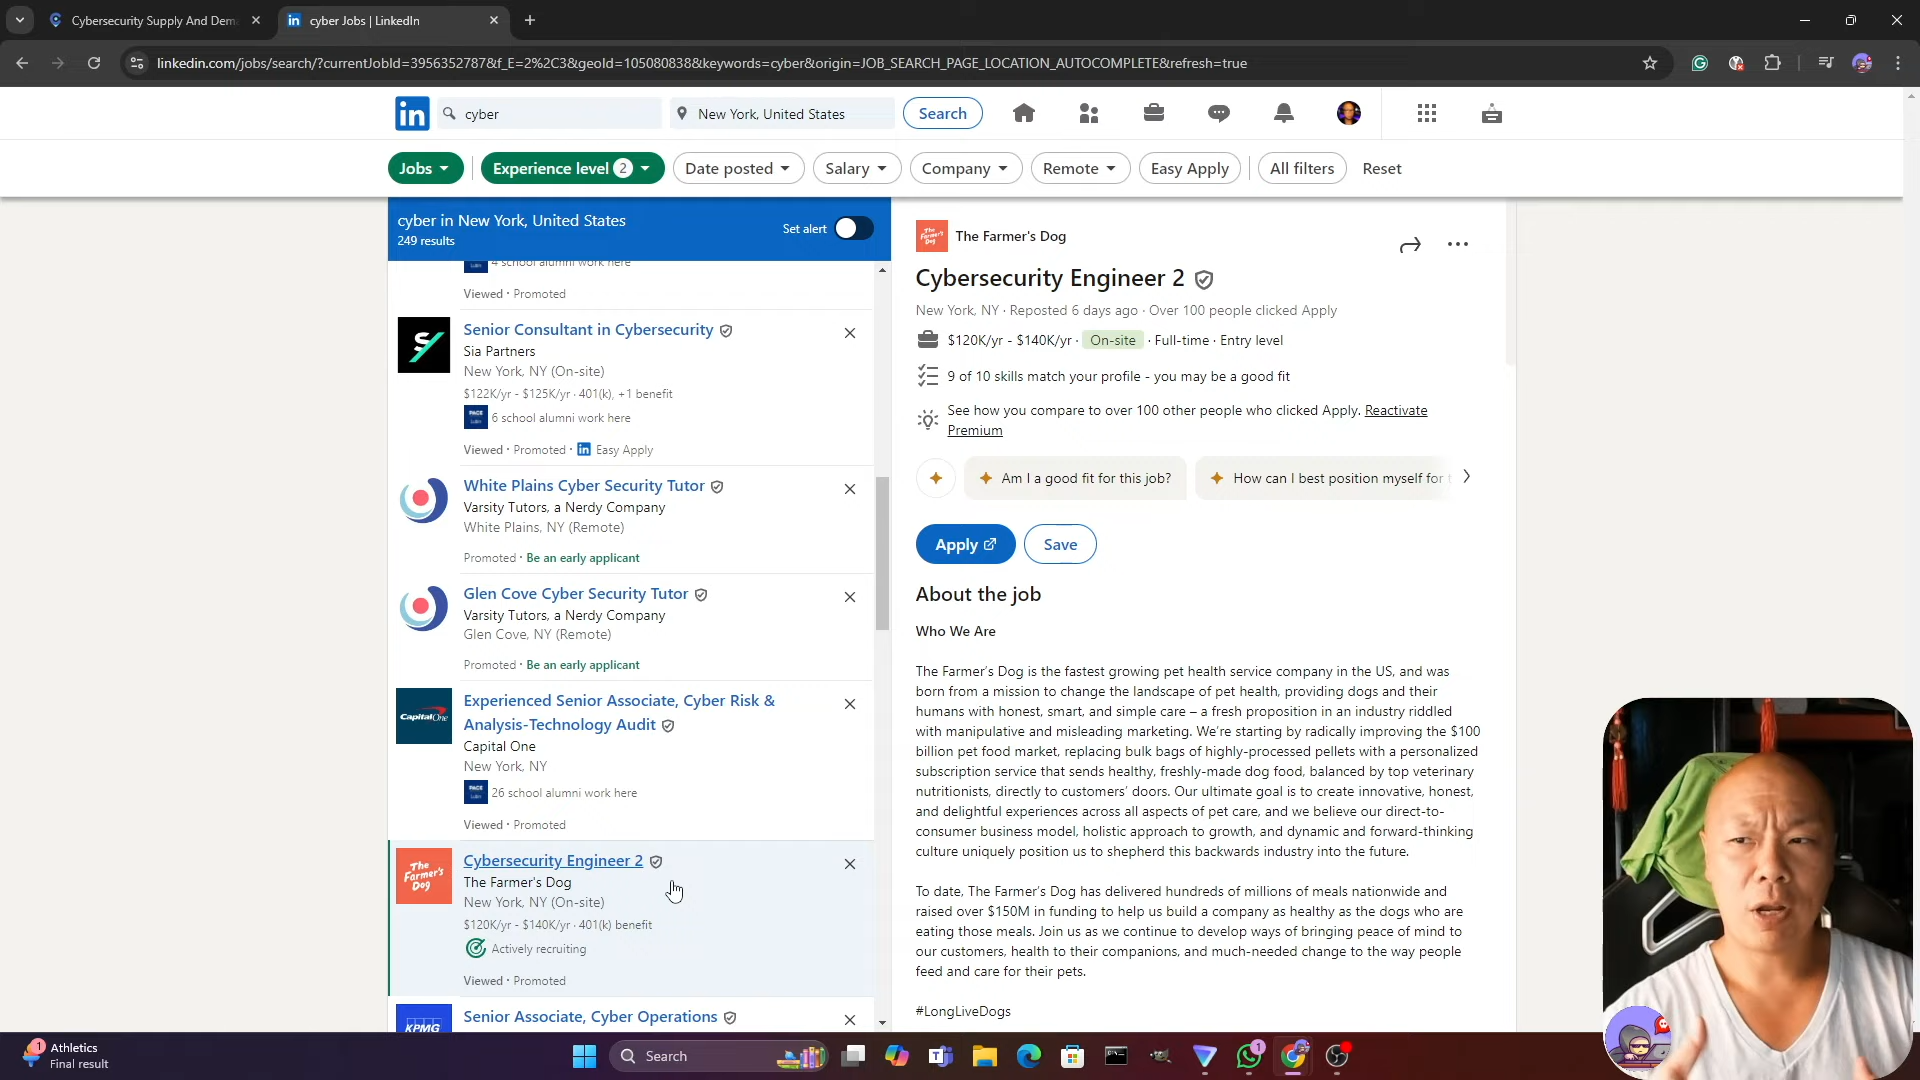 Cybersecurity Supply And Dem
cyber Jobs | LinkedIn
linkedin.com/jobs/search/?currentJobId=3956352787&f_E=2%2C3&geoId=105080838&keywords=cyber&origin=JOB_SEARCH_PAGE_LOCATION_AUTOCOMPLETE&refresh=true
in
cyber
New York, United States
Search
Jobs
Experience level 2
Date posted
Salary
Company
Remote
Easy Apply
All filters
Reset
cyber in New York, United States
249 results
Set alert
4 school alumni work here
Viewed · Promoted
Senior Consultant in Cybersecurity
Sia Partners
New York, NY (On-site)
$122K/yr - $125K/yr · 401(k), +1 benefit
6 school alumni work here
Viewed · Promoted · in Easy Apply
White Plains Cyber Security Tutor
Varsity Tutors, a Nerdy Company
White Plains, NY (Remote)
Promoted · Be an early applicant
Glen Cove Cyber Security Tutor
Varsity Tutors, a Nerdy Company
Glen Cove, NY (Remote)
Promoted · Be an early applicant
Capital One
Experienced Senior Associate, Cyber Risk &
Analysis-Technology Audit
Capital One
New York, NY
26 school alumni work here
Viewed · Promoted
The Farmer's Dog
Cybersecurity Engineer 2
The Farmer's Dog
New York, NY (On-site)
$120K/yr - $140K/yr · 401(k) benefit
Actively recruiting
Viewed · Promoted
KPMG
Senior Associate, Cyber Operations
The Farmer's Dog
The Farmer's Dog
Cybersecurity Engineer 2
New York, NY · Reposted 6 days ago · Over 100 people clicked Apply
$120K/yr - $140K/yr · On-site · Full-time · Entry level
9 of 10 skills match your profile - you may be a good fit
See how you compare to over 100 other people who clicked Apply. Reactivate
Premium
Am I a good fit for this job?
How can I best position myself for
Apply
Save
About the job
Who We Are
The Farmer's Dog is the fastest growing pet health service company in the US, and was
born from a mission to change the landscape of pet health, providing dogs and their
humans with honest, smart, and simple care – a fresh proposition in an industry riddled
with manipulative and misleading marketing. We're starting by radically improving the $100
billion pet food market, replacing bulk bags of highly-processed pellets with a personalized
subscription service that sends healthy, freshly-made dog food, balanced by top veterinary
nutritionists, directly to customers' doors. Our ultimate goal is to create innovative, honest,
and delightful experiences across all aspects of pet care, and we believe our direct-to-
consumer business model, holistic approach to growth, and dynamic and forward-thinking
culture uniquely position us to shepherd this backwards industry into the future.
To date, The Farmer's Dog has delivered hundreds of millions of meals nationwide and
raised over $150M in funding to help us build a company as healthy as the dogs who are
eating those meals. Join us as we continue to develop ways of bringing peace of mind to
our customers, health to their companions, and much-needed change to the way people
feed and care for their pets.
#LongLiveDogs
1
Athletics
Final result
Search
1